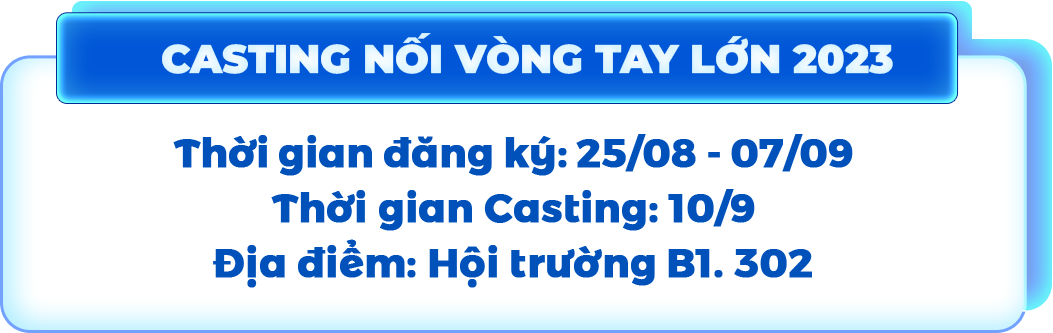 CASTING NỐI VÒNG TAY LỚN 2023
Thời gian đăng ký: 25/08 - 07/09
Thời gian Casting: 10/9
Địa điểm: Hội trường B1. 302